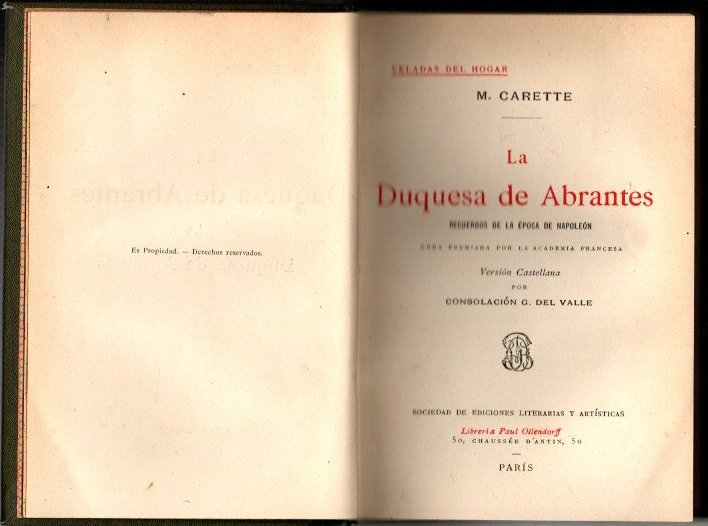 Es Propiedad. — Derechos reservados.
VELADAS DEL HOGAR
M. CARETTE
La
Duquesa de Abrantes
RECUERDOS DE LA ÉPOCA DE NAPOLEÓN
OBRA PREMIADA POR LA ACADEMIA FRANCESA
Versión Castellana
POR
CONSOLACIÓN G. DEL VALLE
SOCIEDAD DE EDICIONES LITERARIAS Y ARTÍSTICAS
Librería Paul Ollendorff
50, CHAUSSÉE D'ANTIN, 50
PARÍS